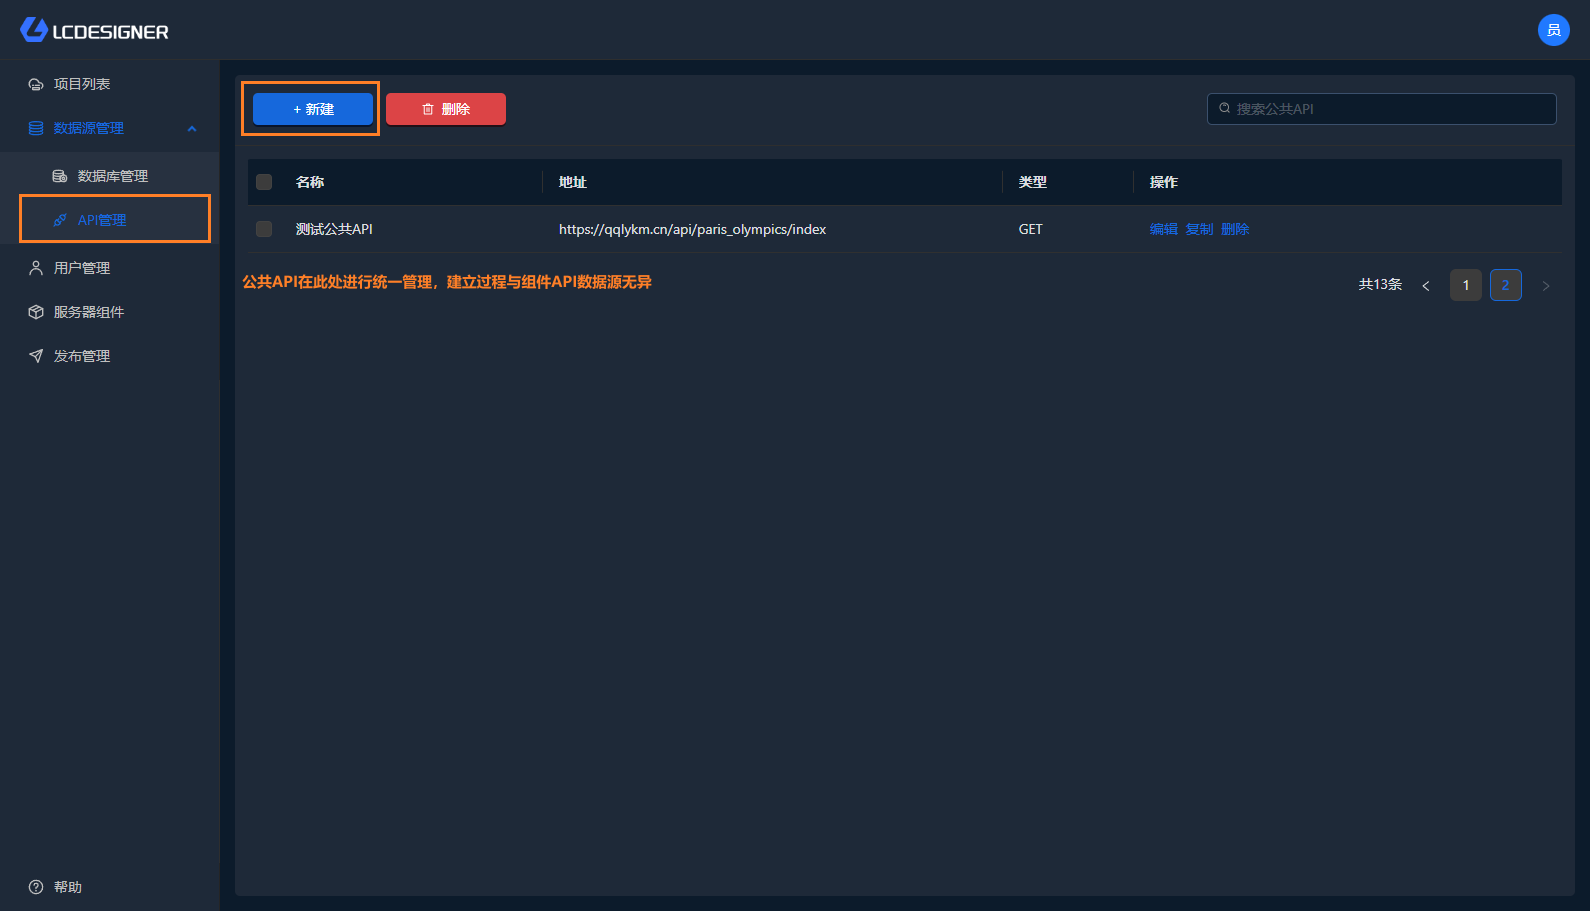 LCDESIGNER
员
项目列表
数据源管理
数据库管理
API管理
用户管理
服务器组件
发布管理
帮助
+ 新建
删除
搜索公共API
名称 地址 类型 操作
测试公共API https://qqlykm.cn/api/paris_olympics/index GET 编辑 复制 删除
公共API在此处进行统一管理，建立过程与组件API数据源无异
共13条 < 1 2 >